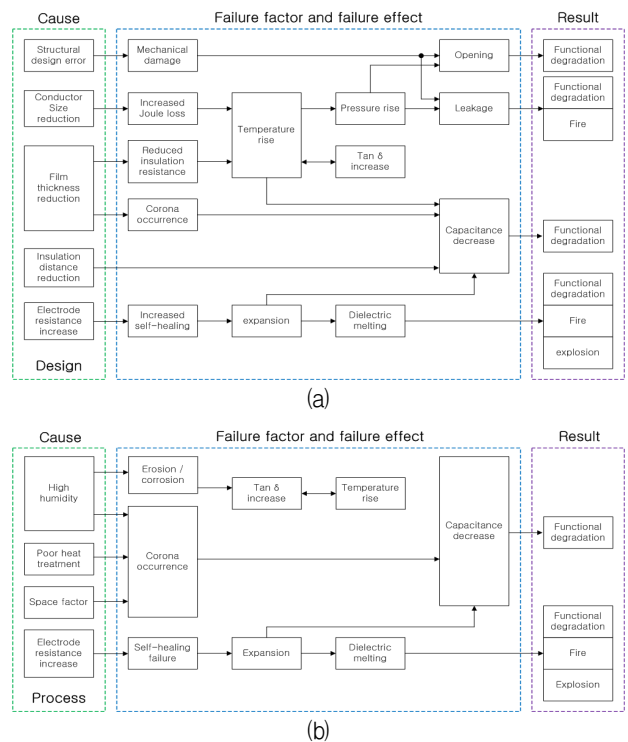 Cause
Failure factor and failure effect
Result
Structural
design error
Mechanical
damage
Opening
Functional
degradation
Conductor
Size
reduction
Increased
Joule loss
Temperature
rise
Pressure rise
Leakage
Functional
degradation
Fire
Film
thickness
reduction
Reduced
insulation
resistance
Tan δ
increase
Corona
occurrence
Capacitance
decrease
Functional
degradation
Insulation
distance
reduction
Electrode
resistance
increase
Increased
self-healing
expansion
Dielectric
melting
Functional
degradation
Fire
explosion
Design
(a)
Cause
Failure factor and failure effect
Result
High
humidity
Erosion /
corrosion
Tan δ
increase
Temperature
rise
Capacitance
decrease
Functional
degradation
Poor heat
treatment
Corona
occurrence
Space factor
Electrode
resistance
increase
Self-healing
failure
Expansion
Dielectric
melting
Functional
degradation
Fire
Explosion
Process
(b)